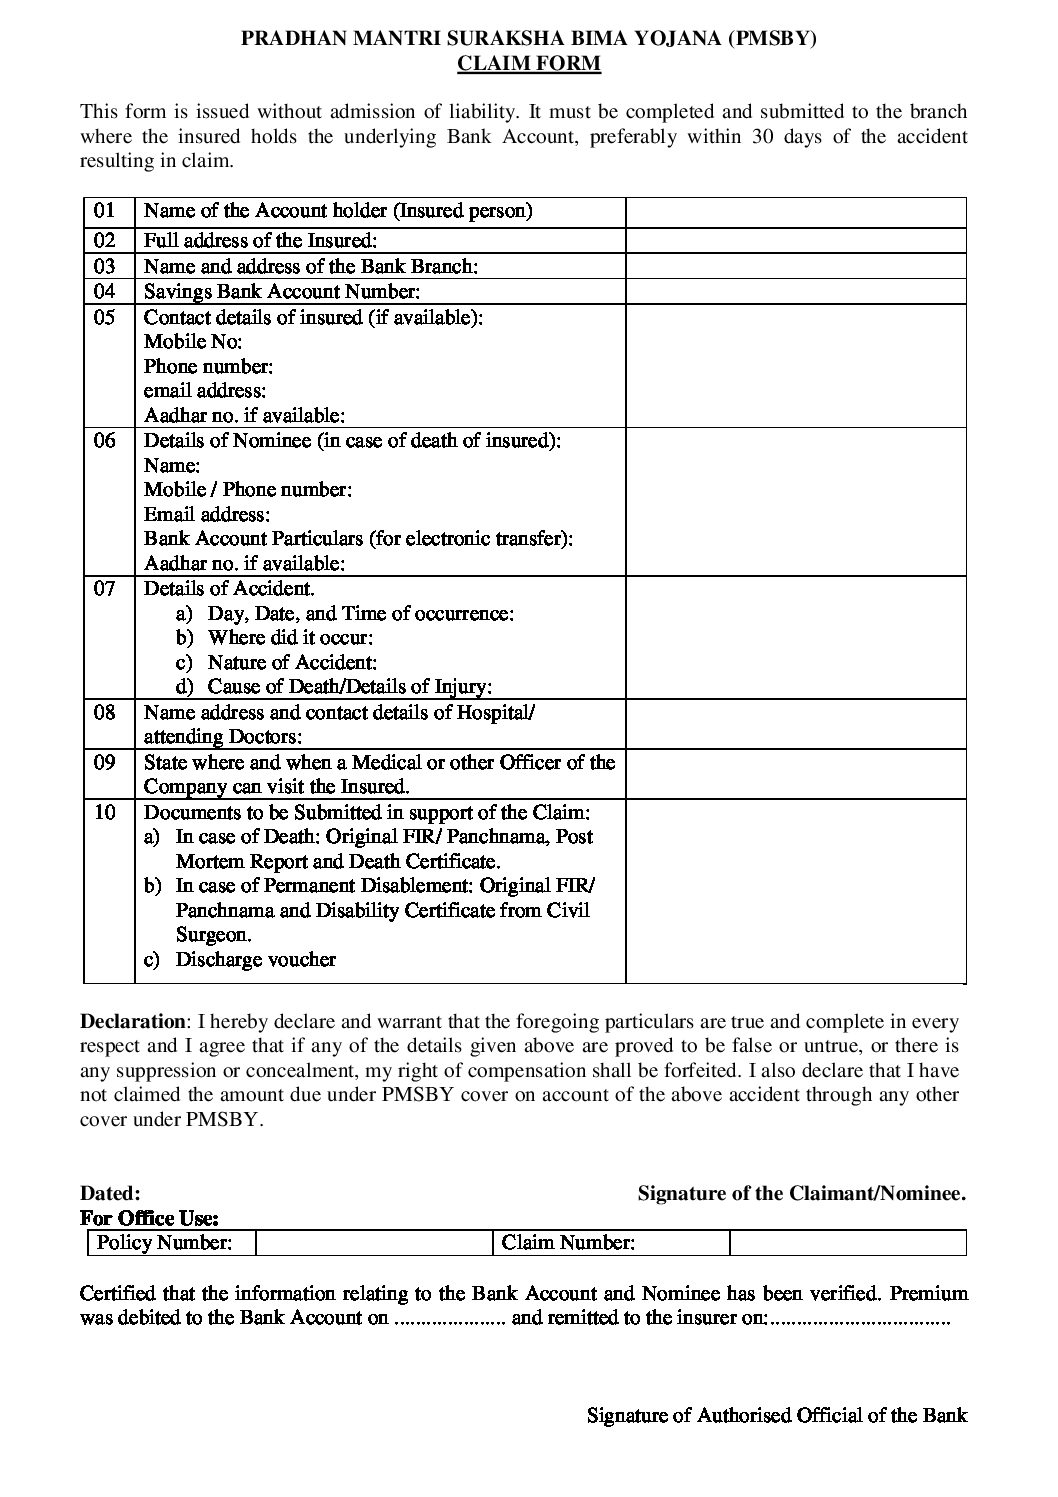 PRADHAN MANTRI SURAKSHA BIMA YOJANA (PMSBY)
CLAIM FORM
This form is issued without admission of liability. It must be completed and submitted to the branch
where the insured holds the underlying Bank Account, preferably within 30 days of the accident
resulting in claim.
01 Name of the Account holder (Insured person)
02 Full address of the Insured:
03 Name and address of the Bank Branch:
04 Savings Bank Account Number:
05 Contact details of insured (if available):
Mobile No:
Phone number:
email address:
Aadhar no. if available:
06 Details of Nominee (in case of death of insured):
Name:
Mobile / Phone number:
Email address:
Bank Account Particulars (for electronic transfer):
Aadhar no. if available:
07 Details of Accident.
a) Day, Date, and Time of occurrence:
b) Where did it occur:
c) Nature of Accident:
d) Cause of Death/Details of Injury:
08 Name address and contact details of Hospital/
attending Doctors:
09 State where and when a Medical or other Officer of the
Company can visit the Insured.
10 Documents to be Submitted in support of the Claim:
a) In case of Death: Original FIR/ Panchnama, Post
Mortem Report and Death Certificate.
b) In case of Permanent Disablement: Original FIR/
Panchnama and Disability Certificate from Civil
Surgeon.
c) Discharge voucher
Declaration: I hereby declare and warrant that the foregoing particulars are true and complete in every
respect and I agree that if any of the details given above are proved to be false or untrue, or there is
any suppression or concealment, my right of compensation shall be forfeited. I also declare that I have
not claimed the amount due under PMSBY cover on account of the above accident through any other
cover under PMSBY.
Dated: Signature of the Claimant/Nominee.
For Office Use:
Policy Number: Claim Number:
Certified that the information relating to the Bank Account and Nominee has been verified. Premium
was debited to the Bank Account on ..................... and remitted to the insurer on:..................................
Signature of Authorised Official of the Bank